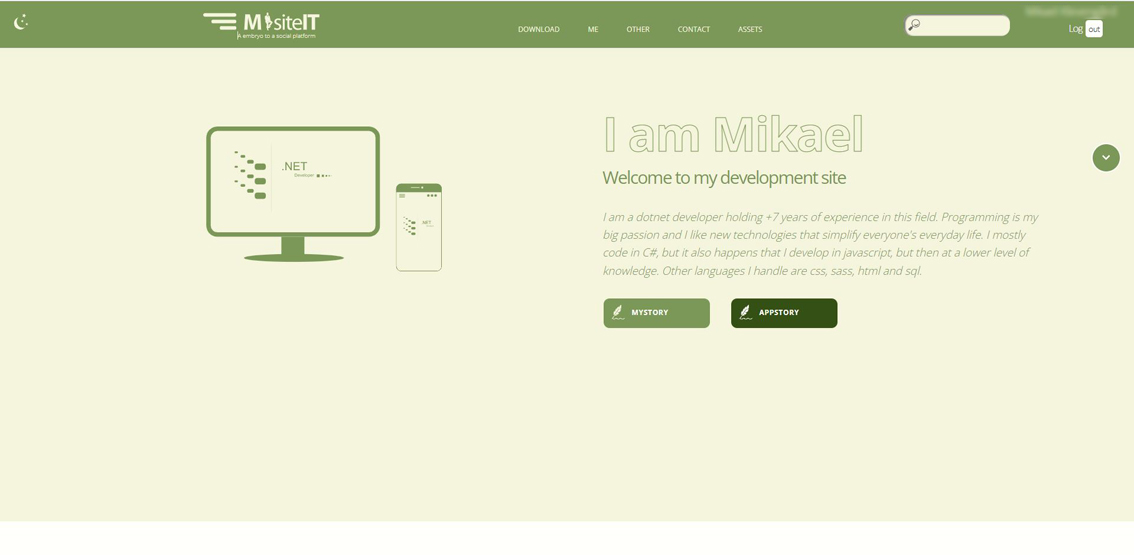 MysiteIT
A embryo to a social platform
DOWNLOAD
ME
OTHER
CONTACT
ASSETS
Log out
.NET
Developer
.NET
I am Mikael
Welcome to my development site
I am a dotnet developer holding +7 years of experience in this field. Programing is my
big passion and I like new technologies that simplify everyone's everyday life. I mostly
code in C#, but it also happens that I develop in javascript, but then at a lower level of
knowledge. Other languages I handle are css, sass, html and sql.
MYSTORY
APPSTORY